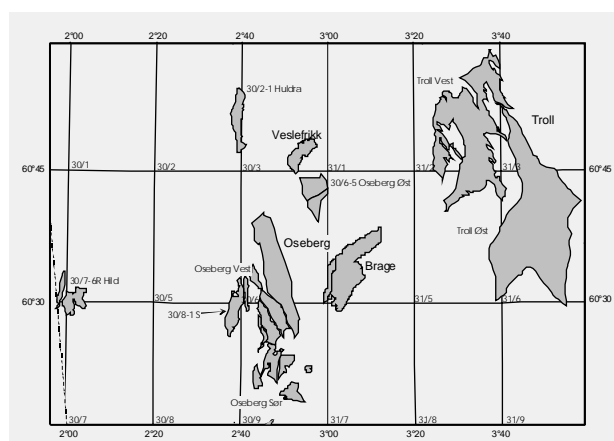 2°00' 2°20' 2°40' 3°00' 3°20' 3°40'
30/2-1 Huldra
Troll Vest
Troll
Veslefrikk
60°45 30/1 30/2 30/3 31/1 31/2 31/3 60°45
30/6-5 Oseberg Øst
Troll Øst
Oseberg
Oseberg Vest
Brage
30/7-6R Hild
60°30 30/5 30/6 31/5 31/6 60°30
30/8-1 S
Oseberg Sør
30/7 30/8 30/9 31/7 31/8 31/9
2°00' 2°20' 2°40' 3°00' 3°20' 3°40'